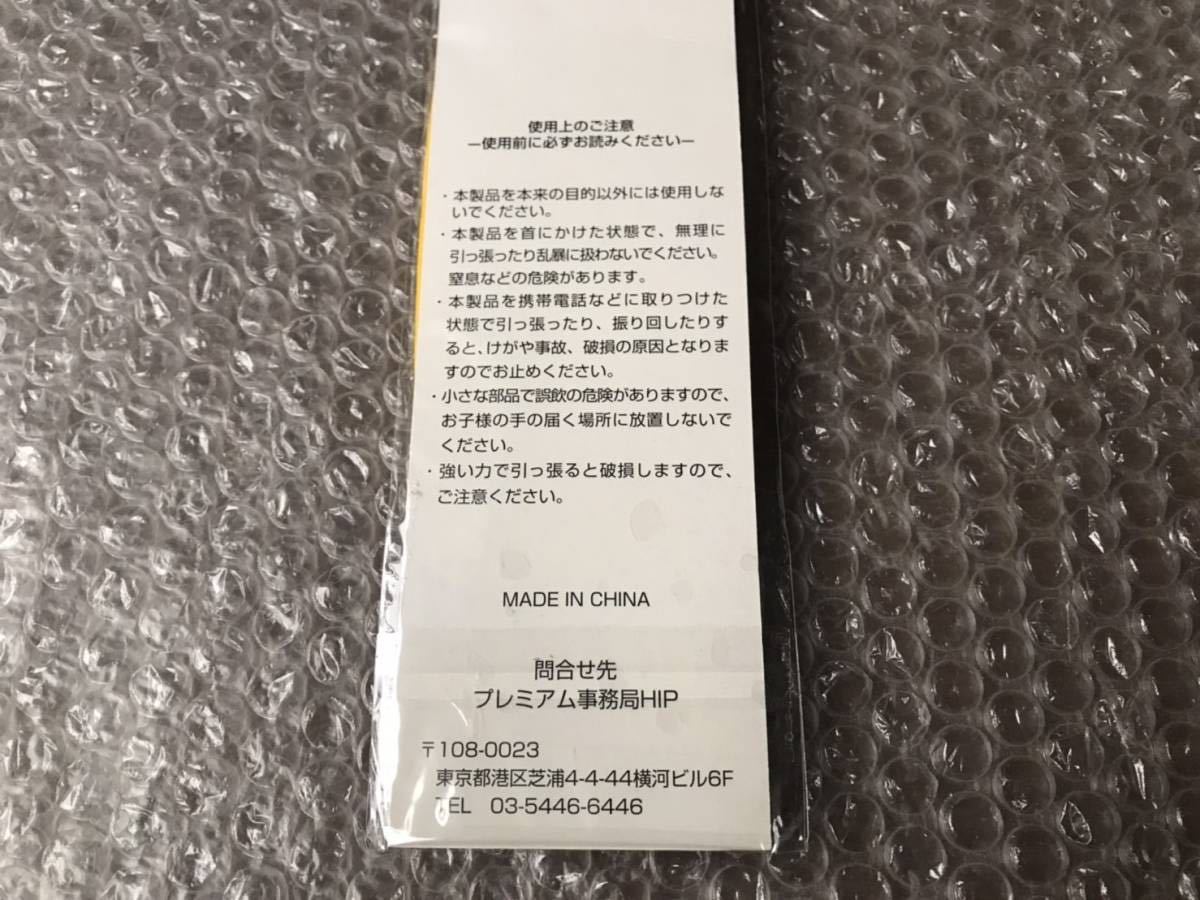 使用上のご注意
ー使用前に必ずお読みくださいー
・本製品を本来の目的以外には使用しな
いでください。
・本製品を首にかけた状態で、無理に
引っ張ったり乱暴に扱わないでください。
窒息などの危険があります。
・本製品を携帯電話などに取りつけた
状態で引っ張ったり、振り回したりす
ると、けがや事故、破損の原因となりま
すのでお止めください。
・小さな部品で誤飲の危険がありますので、
お子様の手の届く場所に放置しないで
ください。
・強い力で引っ張ると破損しますので、
ご注意ください。
MADE IN CHINA
問合せ先
プレミアム事務局HIP
〒108-0023
東京都港区芝浦4-4-44横河ビル6F
TEL 03-5446-6446